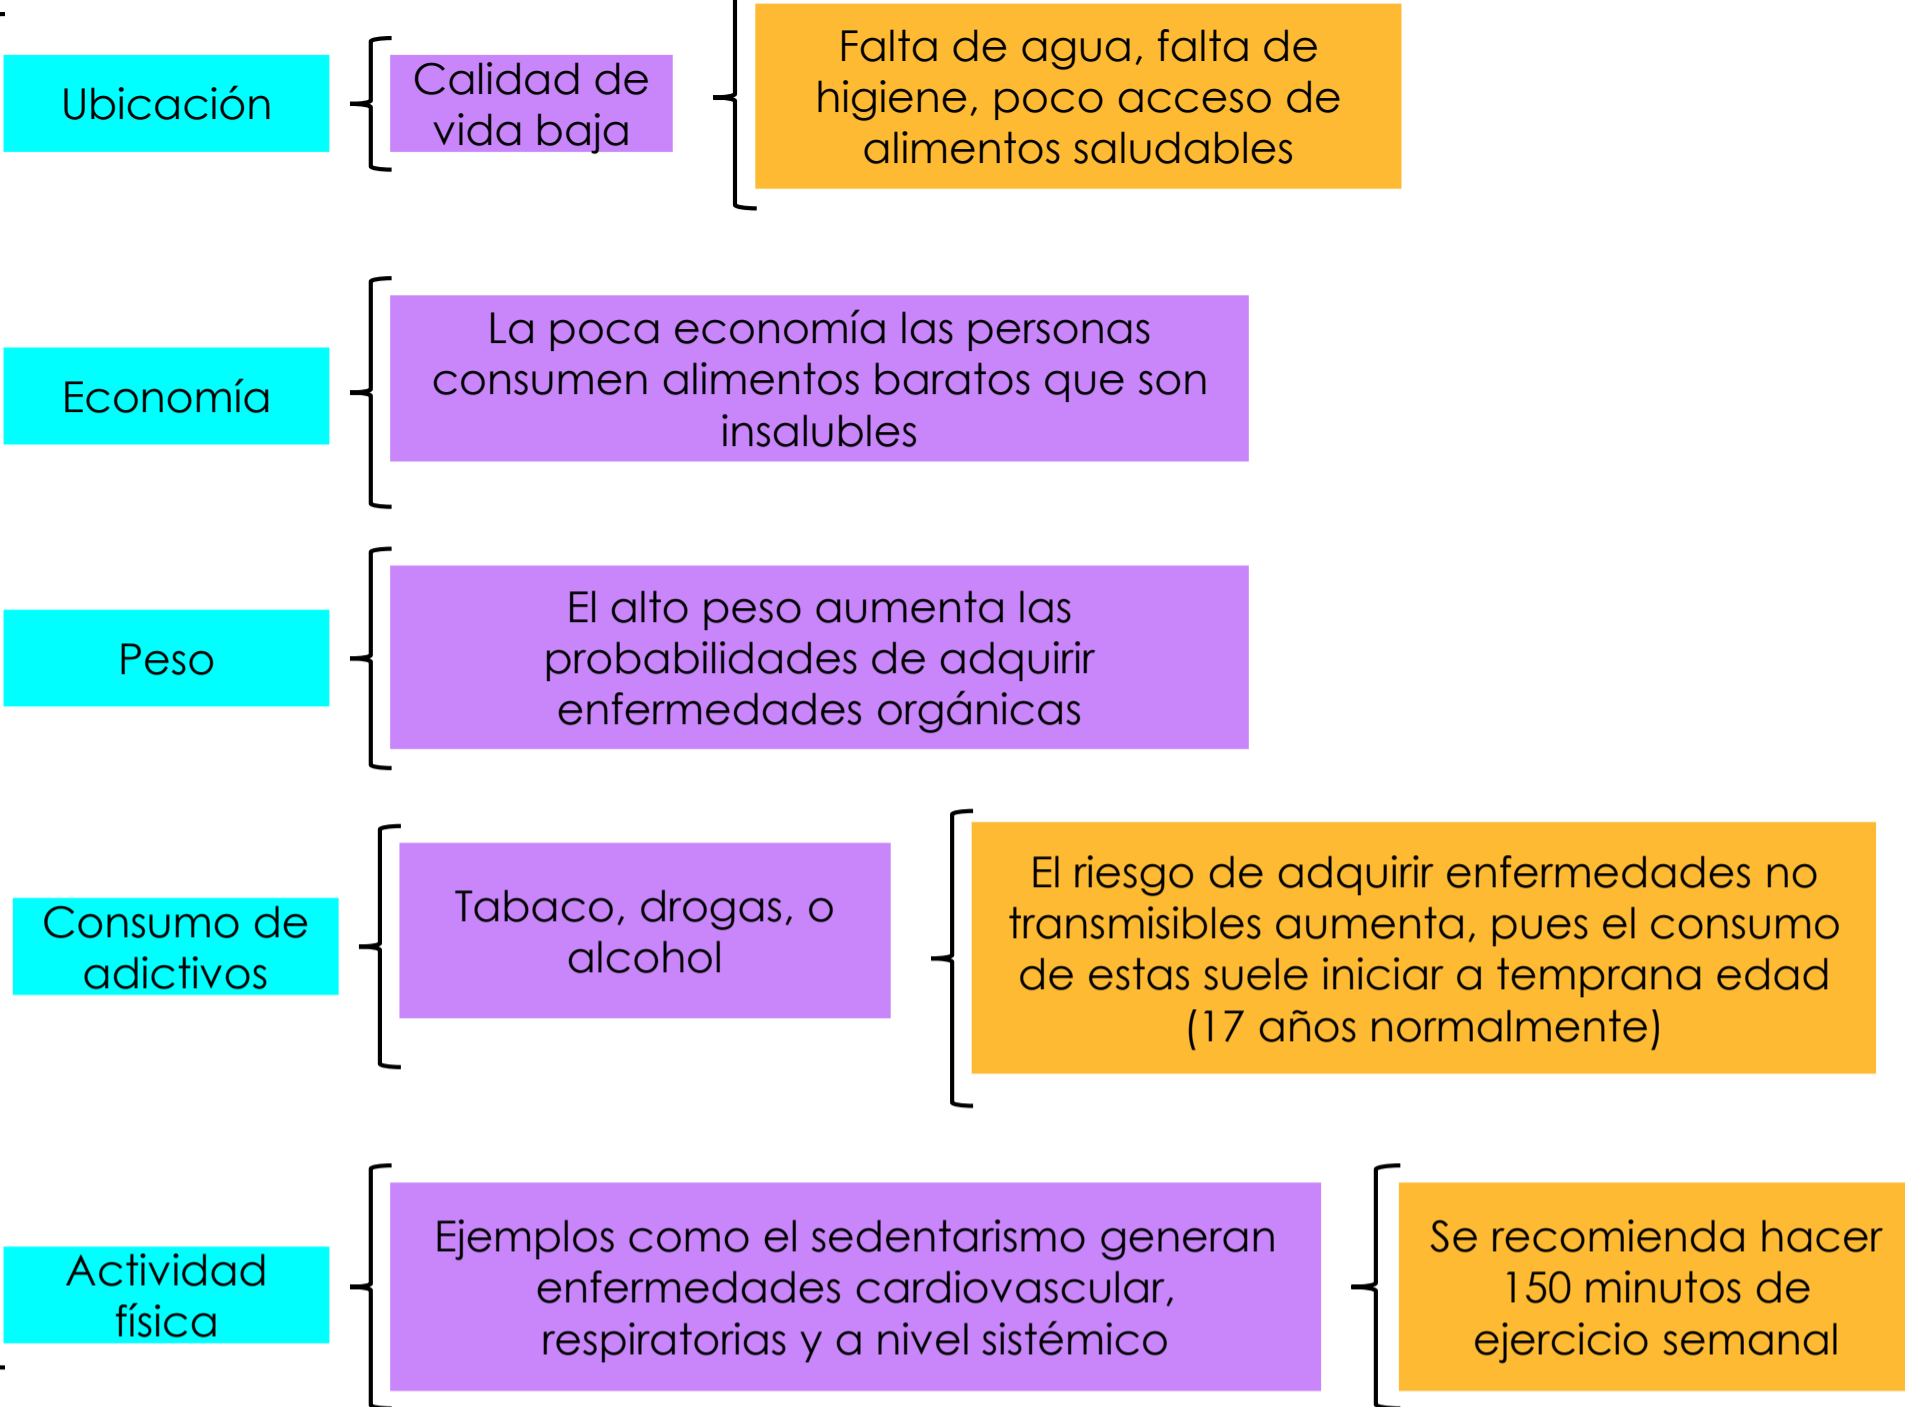 Ubicación
Calidad de
vida baja
Falta de agua, falta de
higiene, poco acceso de
alimentos saludables
Economía
La poca economía las personas
consumen alimentos baratos que son
insalubles
Peso
El alto peso aumenta las
probabilidades de adquirir
enfermedades orgánicas
Consumo de
adictivos
Tabaco, drogas, o
alcohol
El riesgo de adquirir enfermedades no
transmisibles aumenta, pues el consumo
de estas suele iniciar a temprana edad
(17 años normalmente)
Actividad
física
Ejemplos como el sedentarismo generan
enfermedades cardiovascular,
respiratorias y a nivel sistémico
Se recomienda hacer
150 minutos de
ejercicio semanal